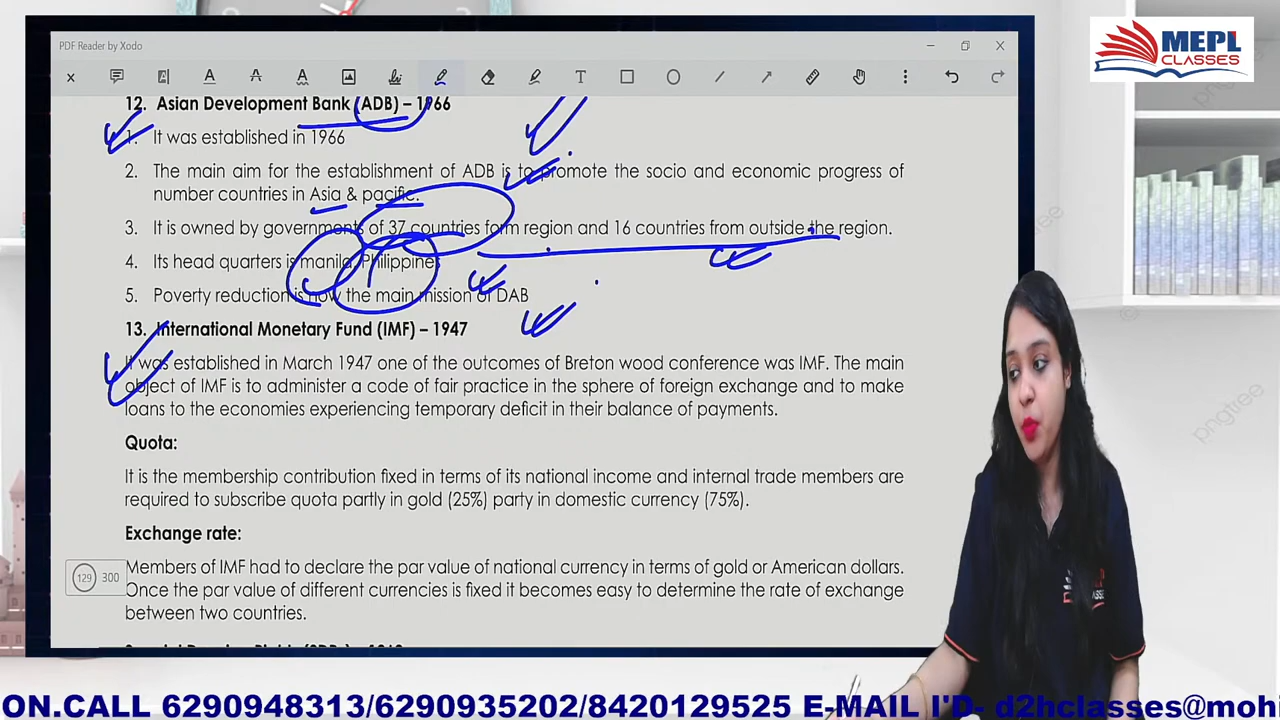 PDF Reader by Xodo
MEPL
CLASSES
12. Asian Development Bank (ADB) – 1966
1. It was established in 1966
2. The main aim for the establishment of ADB is to promote the socio and economic progress of
number countries in Asia & pacific.
3. It is owned by governments of 37 countries form region and 16 countries from outside the region.
4. Its head quarters is manila, Philippines
5. Poverty reduction is now the main mission of DAB
13. International Monetary Fund (IMF) – 1947
It was established in March 1947 one of the outcomes of Breton wood conference was IMF. The main
object of IMF is to administer a code of fair practice in the sphere of foreign exchange and to make
loans to the economies experiencing temporary deficit in their balance of payments.
Quota:
It is the membership contribution fixed in terms of its national income and internal trade members are
required to subscribe quota partly in gold (25%) party in domestic currency (75%).
Exchange rate:
129 300
Members of IMF had to declare the par value of national currency in terms of gold or American dollars.
Once the par value of different currencies is fixed it becomes easy to determine the rate of exchange
between two countries.
pngtree
pngtree
ON.CALL 6290948313/6290935202/8420129525 E-MAIL I'D- d2hclasses@moh